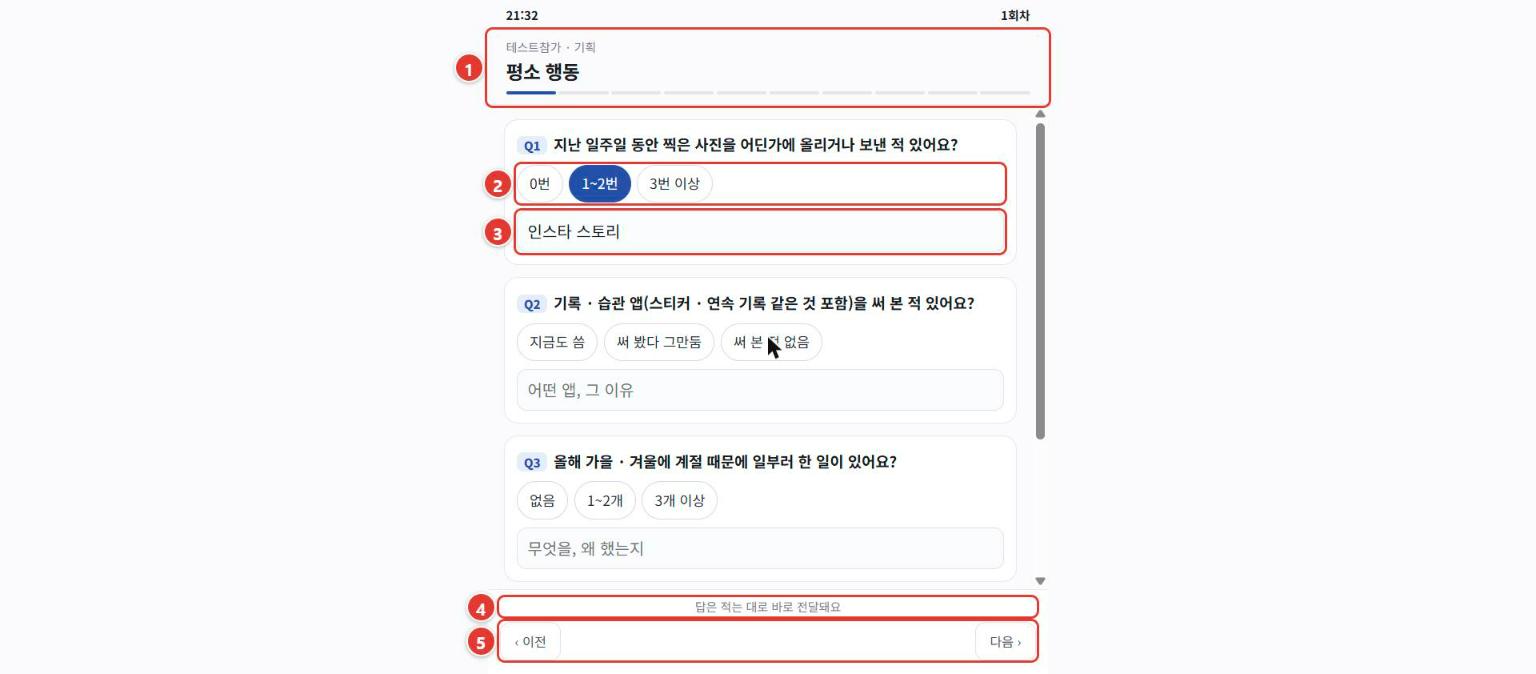 21:32 1회차
테스트참가 · 기획
1 평소 행동
Q1 지난 일주일 동안 찍은 사진을 어딘가에 올리거나 보낸 적 있어요?
2 0번 1~2번 3번 이상
3 인스타 스토리
Q2 기록 · 습관 앱(스티커 · 연속 기록 같은 것 포함)을 써 본 적 있어요?
지금도 씀 써 봤다 그만둠 써 본 적 없음
어떤 앱, 그 이유
Q3 올해 가을 · 겨울에 계절 때문에 일부러 한 일이 있어요?
없음 1~2개 3개 이상
무엇을, 왜 했는지
4 답은 적는 대로 바로 전달돼요
5 ‹ 이전 다음 ›